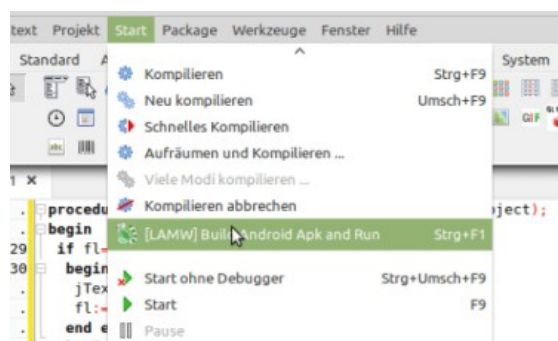 text Projekt Start Package Werkzeuge Fenster Hilfe
Standard System
Kompilieren Strg+F9
Neu kompilieren Umsch+F9
Schnelles Kompilieren
GIF
Aufräumen und Kompilieren ...
Viele Modi kompilieren ...
Kompilieren abbrechen
procedu ject);
begin
[LAMW] Build Android Apk and Run Strg+F1
29 if fl=
30 begin
Start ohne Debugger Strg+Umsch+F9
jTex
Start F9
fl:=
end e
Pause